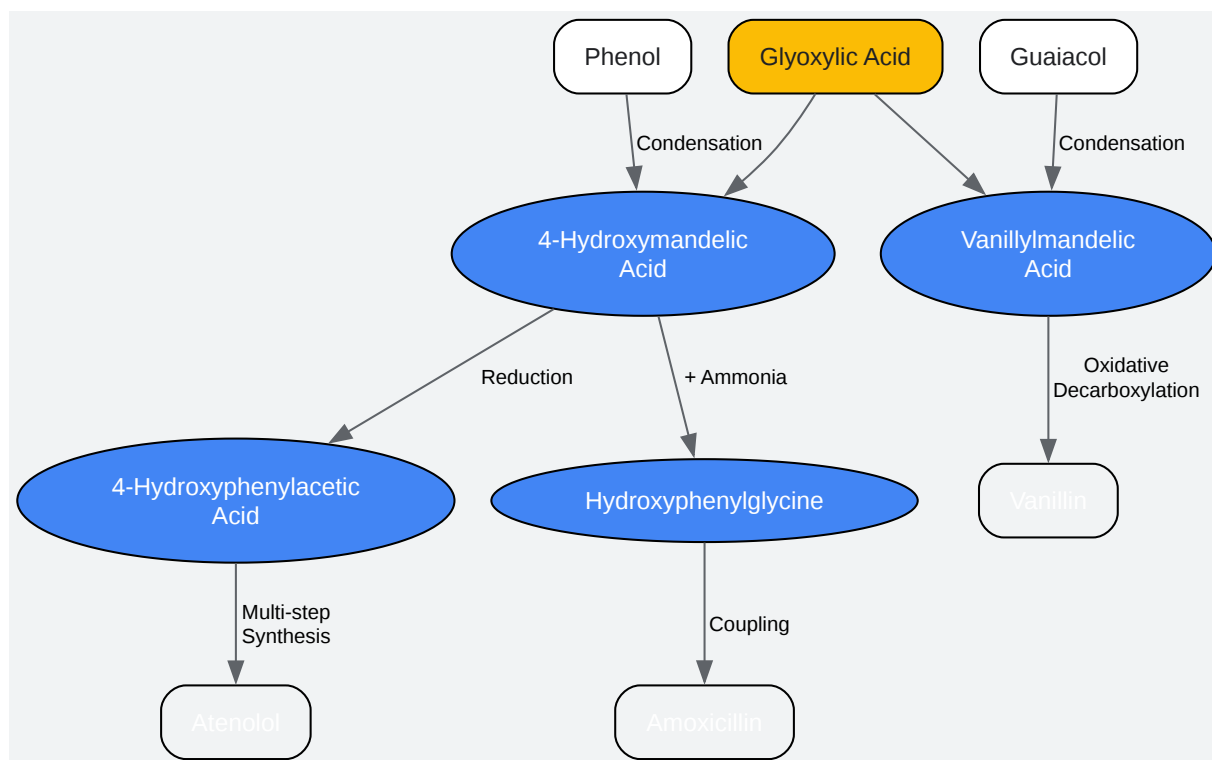 Phenol
Glyoxylic Acid
Guaiacol
Condensation
Condensation
4-Hydroxymandelic
Acid
Vanillylmandelic
Acid
Reduction
+ Ammonia
Oxidative
Decarboxylation
4-Hydroxyphenylacetic
Acid
Hydroxyphenylglycine
Vanillin
Multi-step
Synthesis
Coupling
Atenolol
Amoxicillin